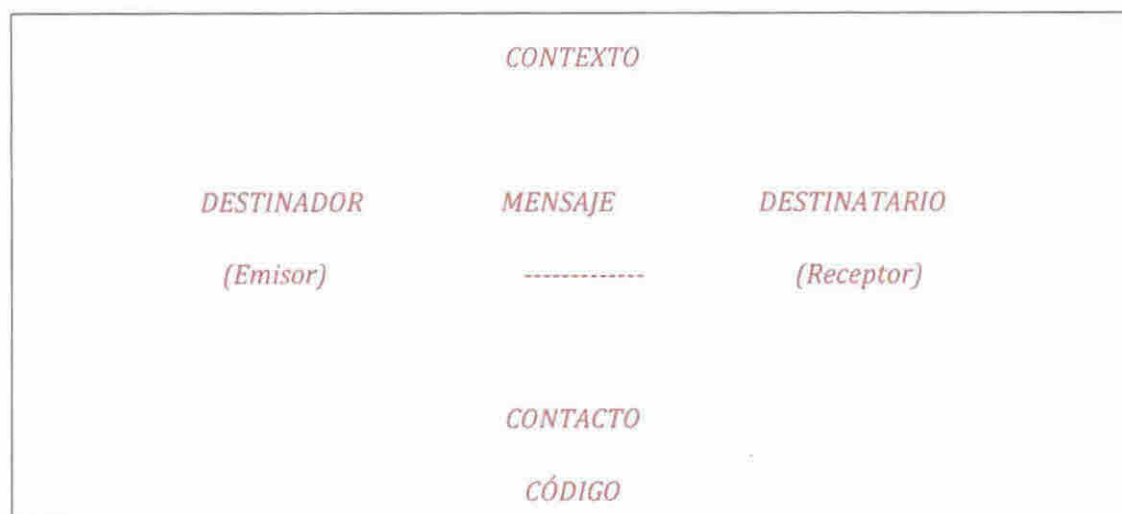 CONTEXTO
DESTINADOR MENSAJE DESTINATARIO
(Emisor) ------------ (Receptor)
CONTACTO
CÓDIGO